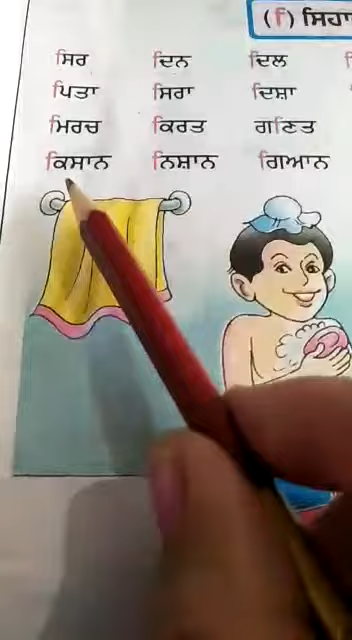 (ਿ) ਸਿਹਾ
ਸਿਰ ਦਿਨ ਦਿਲ
ਪਿਤਾ ਸਿਰਾ ਦਿਸ਼ਾ
ਮਿਰਚ ਕਿਰਤ ਗਣਿਤ
ਕਿਸਾਨ ਨਿਸ਼ਾਨ ਗਿਆਨ